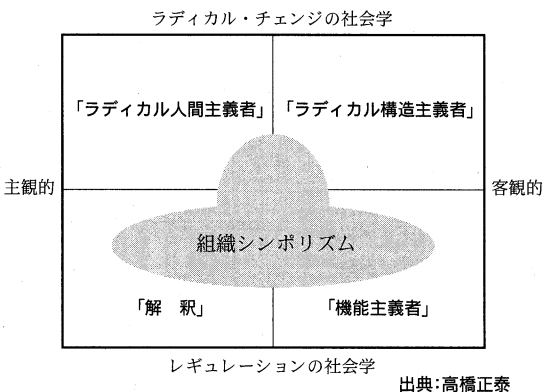 ラディカル・チェンジの社会学
「ラディカル人間主義者」 「ラディカル構造主義者」
主観的 客観的
組織シンポリズム
「解　釈」 「機能主義者」
レギュレーションの社会学
出典:高橋正泰